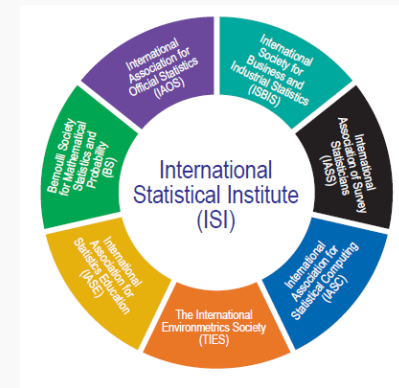 International
Statistical Institute
(ISI)
International
Association for
Official Statistics
(IAOS)
International
Society for
Business and
Industrial Statistics
(ISBIS)
International
Association of Survey
Statisticians
(IASS)
International
Association for
Statistical Computing
(IASC)
The International
Environmetrics Society
(TIES)
International
Association for
Statistics Education
(IASE)
Bernoulli Society
for Mathematical
Statistics and
Probability
(BS)